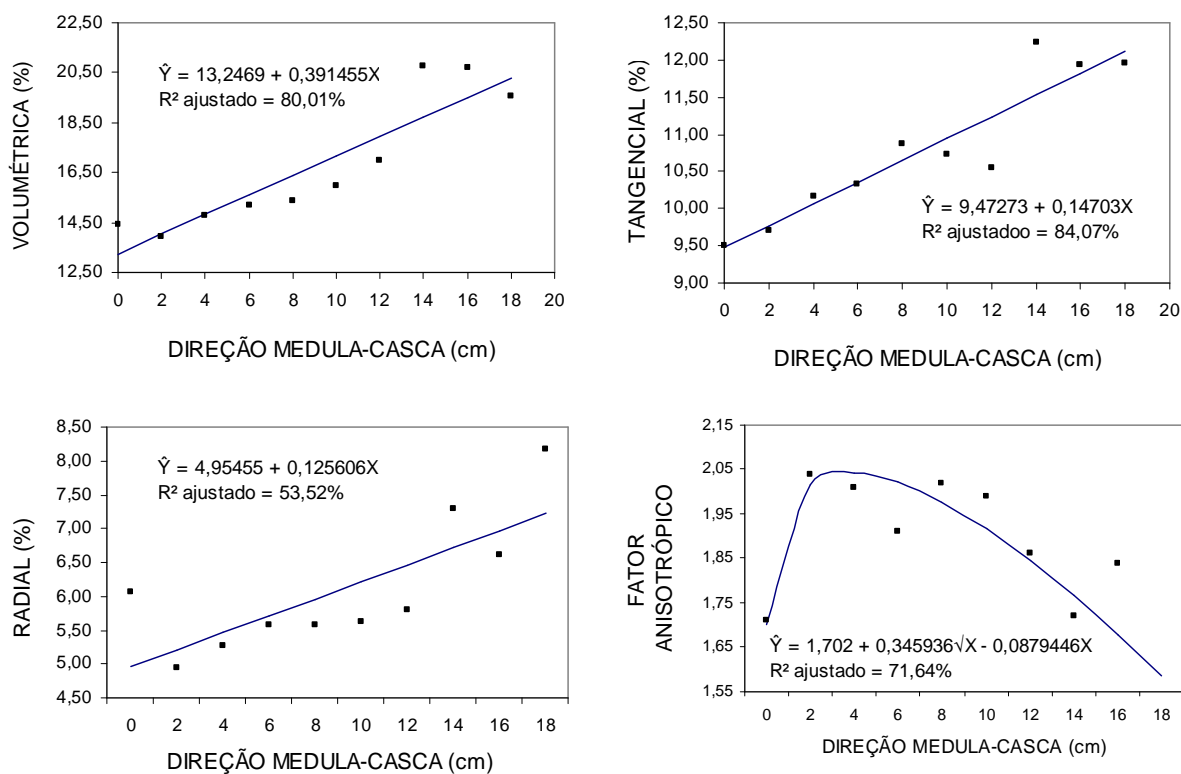 VOLUMÉTRICA (%)
22,50
20,50
18,50
16,50
14,50
12,50
Ŷ = 13,2469 + 0,391455X
R² ajustado = 80,01%
0 2 4 6 8 10 12 14 16 18 20
DIREÇÃO MEDULA-CASCA (cm)
TANGENCIAL (%)
12,50
12,00
11,50
11,00
10,50
10,00
9,50
9,00
Ŷ = 9,47273 + 0,14703X
R² ajustadoo = 84,07%
0 2 4 6 8 10 12 14 16 18 20
DIREÇÃO MEDULA-CASCA (cm)
RADIAL (%)
8,50
8,00
7,50
7,00
6,50
6,00
5,50
5,00
4,50
Ŷ = 4,95455 + 0,125606X
R² ajustado = 53,52%
0 2 4 6 8 10 12 14 16 18
DIREÇÃO MEDULA-CASCA (cm)
FATOR
ANISOTRÓPICO
2,15
2,05
1,95
1,85
1,75
1,65
1,55
Ŷ = 1,702 + 0,345936√X - 0,0879446X
R² ajustado = 71,64%
0 2 4 6 8 10 12 14 16 18
DIREÇÃO MEDULA-CASCA (cm)